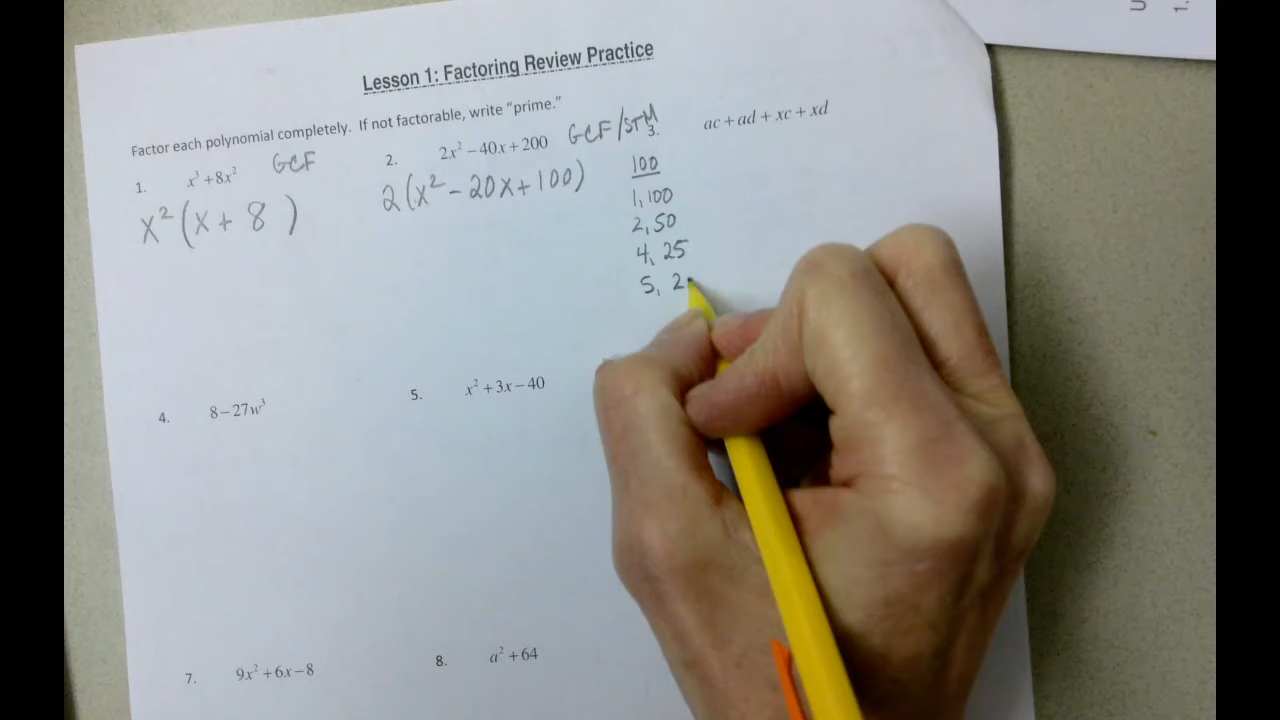 Lesson 1: Factoring Review Practice
Factor each polynomial completely. If not factorable, write “prime.”
1. x³ + 8x² GCF
x² (x + 8 )
2. 2x² − 40x + 200 GCF/STM
2(x² − 20x + 100)
100
1, 100
2, 50
4, 25
5, 2
3. ac + ad + xc + xd
4. 8 − 27w³
5. x² + 3x − 40
7. 9x² + 6x − 8
8. a² + 64